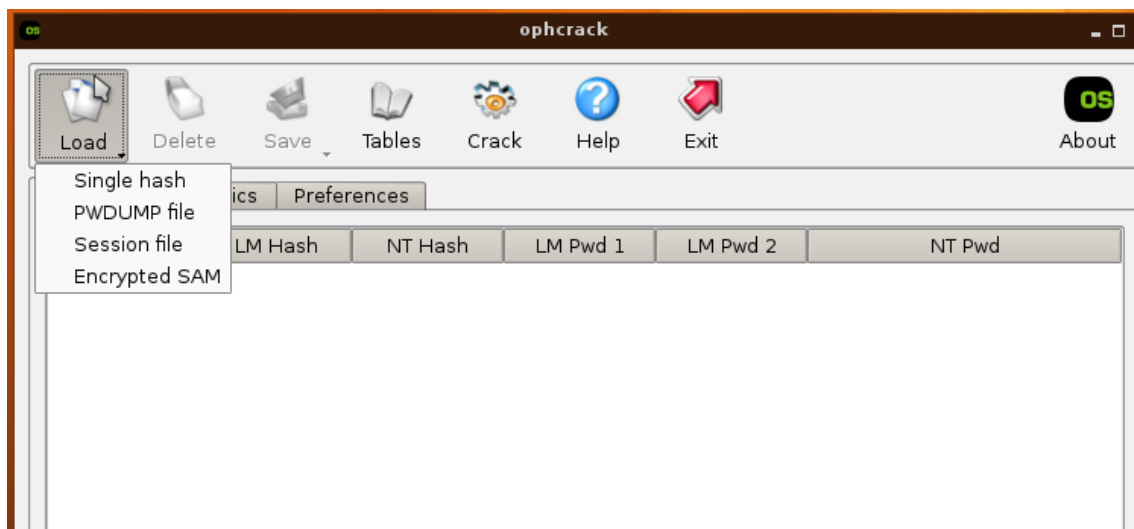 OS ophcrack
OS
Load Delete Save Tables Crack Help Exit About
Single hash
PWDUMP file
Session file
Encrypted SAM
ics Preferences
LM Hash NT Hash LM Pwd 1 LM Pwd 2 NT Pwd